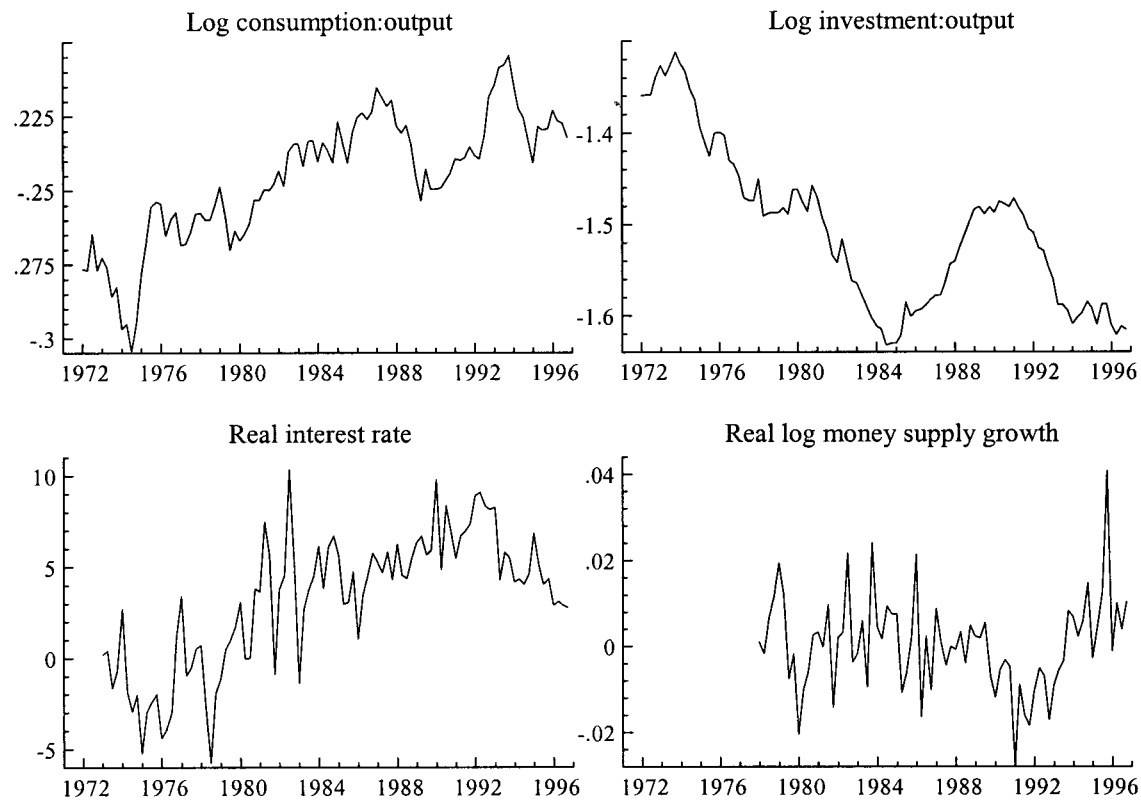 Log consumption:output
.225
-.25
.275
-.3
1972 1976 1980 1984 1988 1992 1996
Log investment:output
-1.4
-1.5
-1.6
1972 1976 1980 1984 1988 1992 1996
Real interest rate
10
5
0
-5
1972 1976 1980 1984 1988 1992 1996
Real log money supply growth
.04
.02
0
-.02
1972 1976 1980 1984 1988 1992 1996